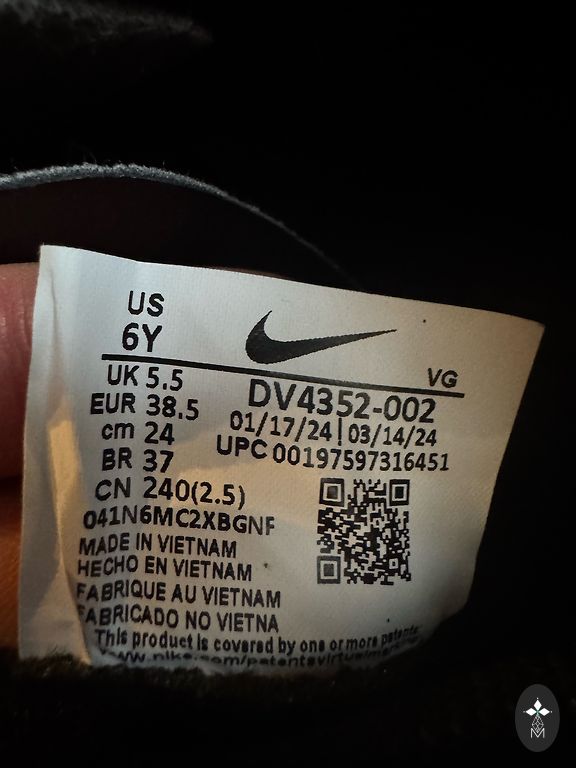 US
6Y
VG
UK 5.5
EUR 38.5
cm 24
BR 37
CN 240(2.5)
DV4352-002
01/17/24|03/14/24
UPC 00197597316451
041N6MC2XBGNF
MADE IN VIETNAM
HECHO EN VIETNAM
FABRIQUE AU VIETNAM
FABRICADO NO VIETNA
This product is covered by one or more patents
M